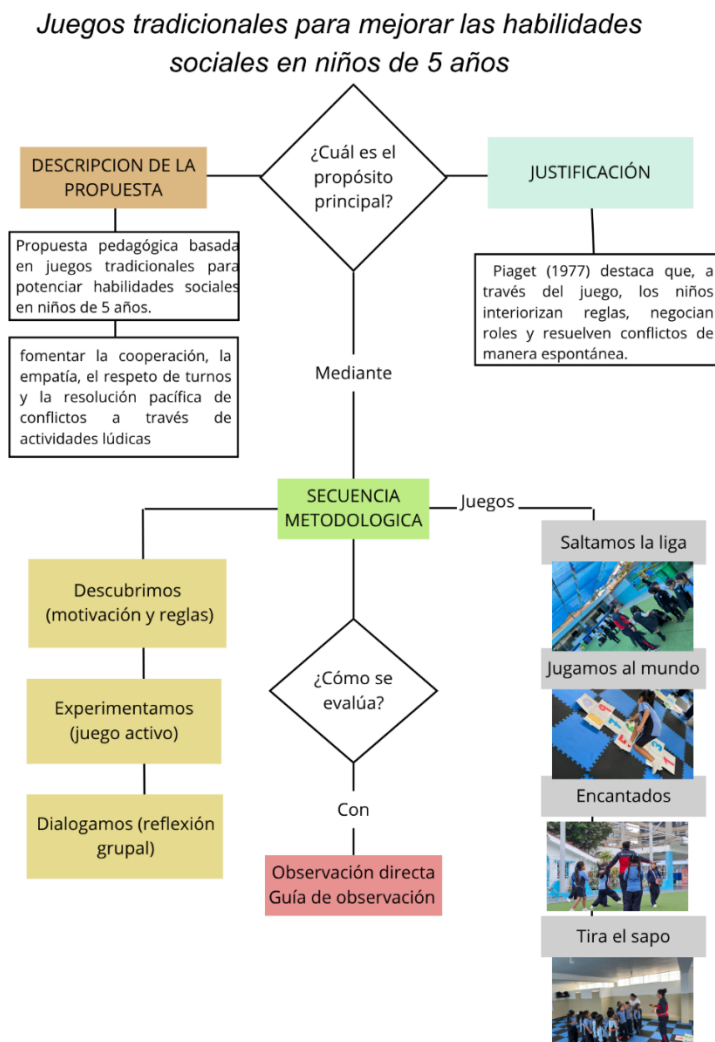 Juegos tradicionales para mejorar las habilidades
sociales en niños de 5 años
DESCRIPCION DE LA
PROPUESTA
¿Cuál es el
propósito
principal?
JUSTIFICACIÓN
Propuesta pedagógica basada
en juegos tradicionales para
potenciar habilidades sociales
en niños de 5 años.
fomentar la cooperación, la
empatía, el respeto de turnos
y la resolución pacífica de
conflictos a través de
actividades lúdicas
Piaget (1977) destaca que, a
través del juego, los niños
interiorizan reglas, negocian
roles y resuelven conflictos de
manera espontánea.
Mediante
SECUENCIA
METODOLOGICA
Juegos
Descubrimos
(motivación y reglas)
Experimentamos
(juego activo)
Dialogamos (reflexión
grupal)
¿Cómo se
evalúa?
Con
Observación directa
Guía de observación
Saltamos la liga
Jugamos al mundo
Encantados
Tira el sapo